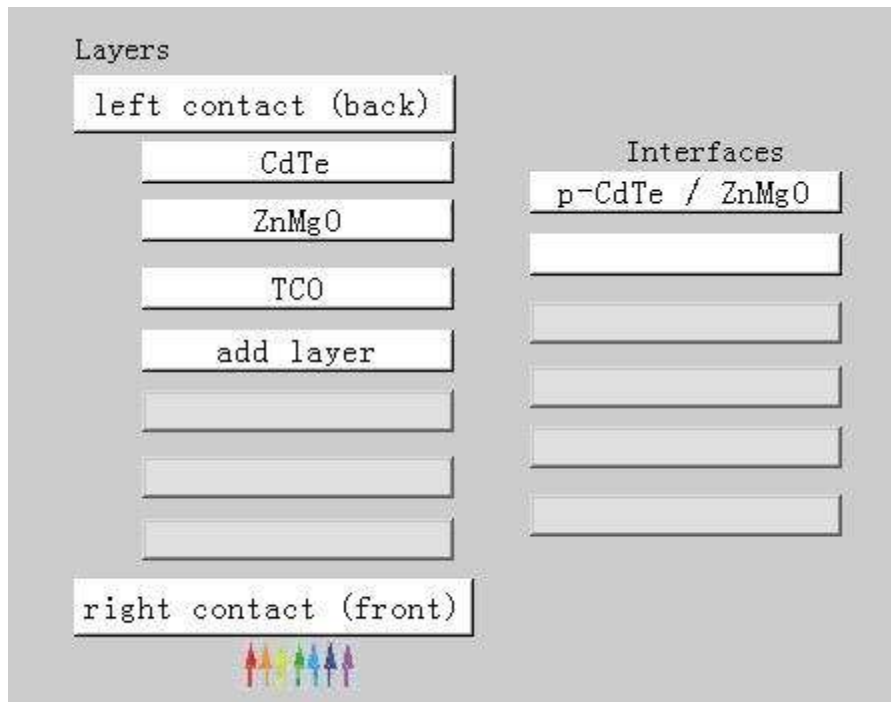 Layers
left contact (back)
CdTe
Interfaces
p-CdTe / ZnMgO
ZnMgO
TCO
add layer
right contact (front)